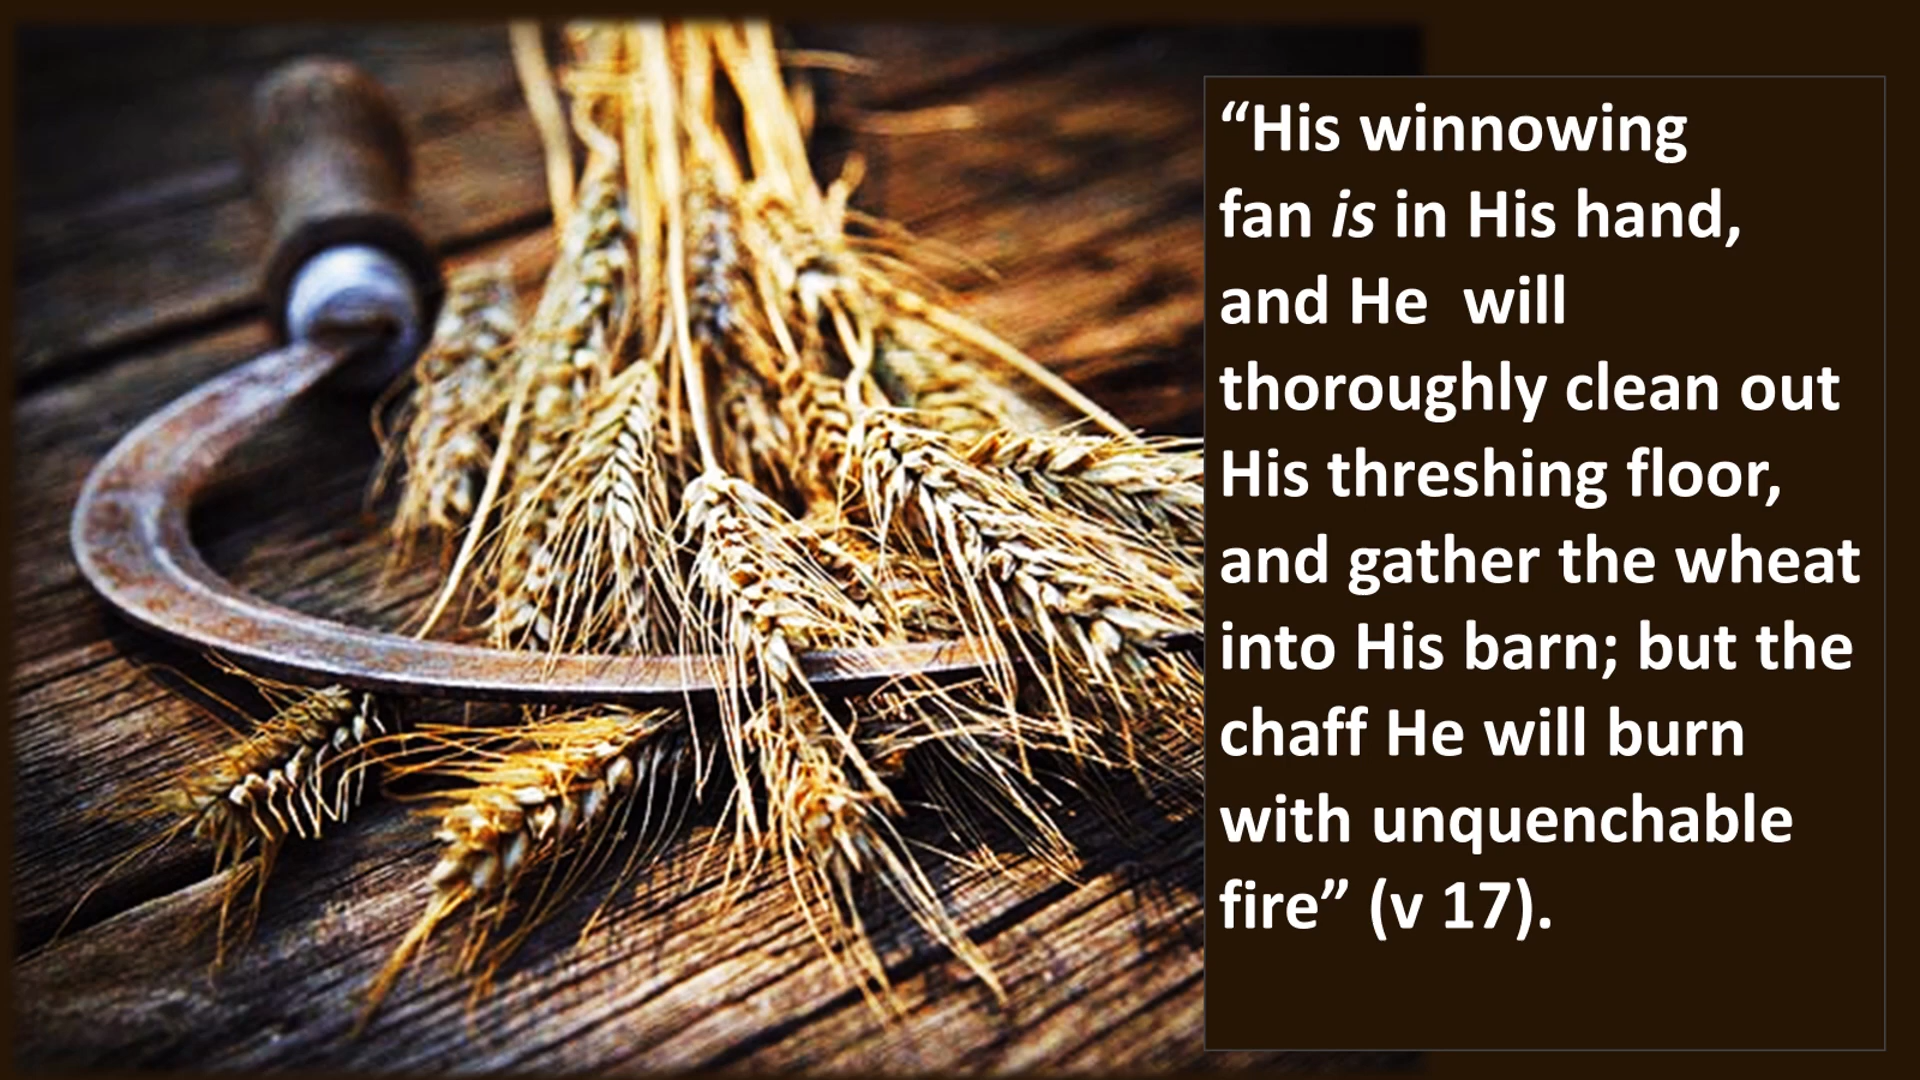 “His winnowing
fan is in His hand,
and He  will
thoroughly clean out
His threshing floor,
and gather the wheat
into His barn; but the
chaff He will burn
with unquenchable
fire” (v 17).